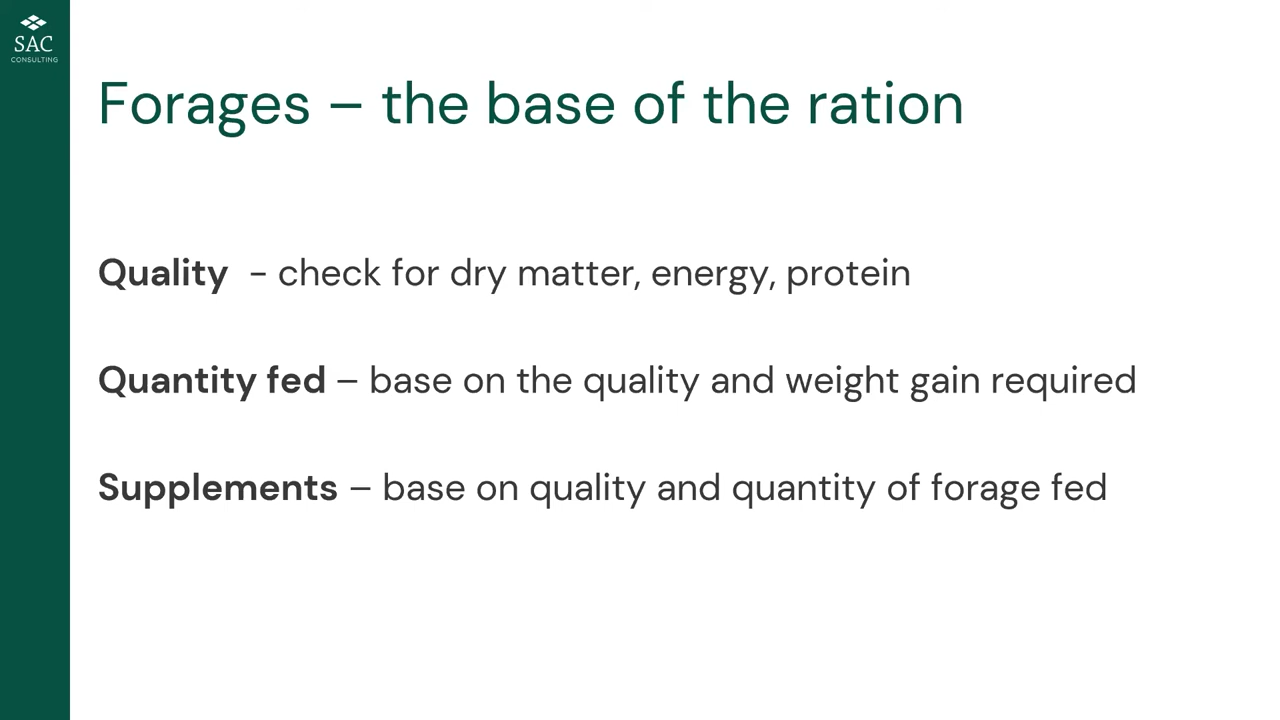 SAC
CONSULTING
Forages – the base of the ration
Quality - check for dry matter, energy, protein
Quantity fed – base on the quality and weight gain required
Supplements – base on quality and quantity of forage fed